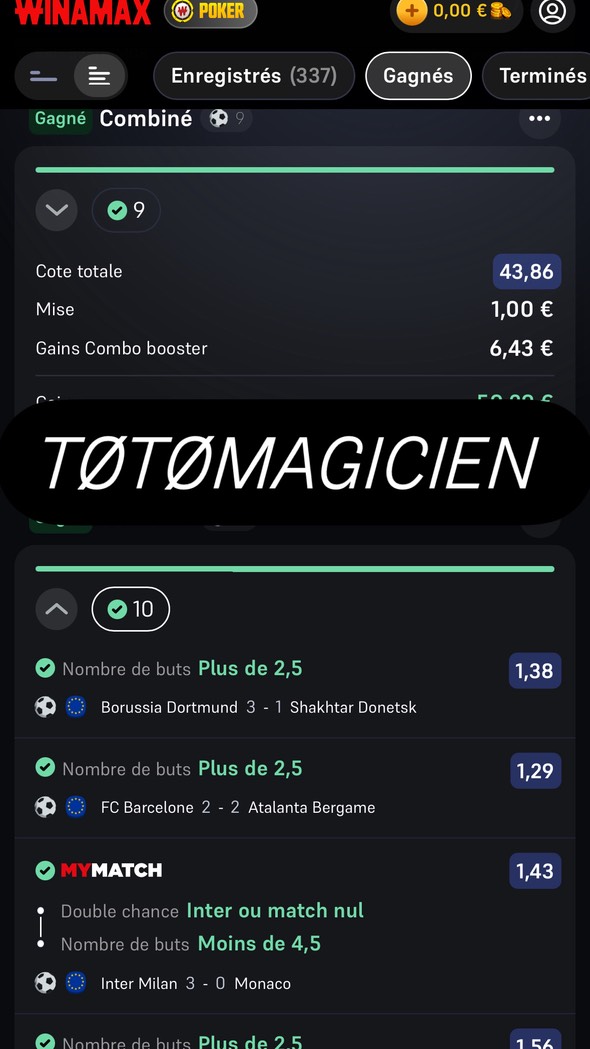 WINAMAX POKER 0,00 €
Enregistrés (337) Gagnés Terminés
Gagné Combiné 9
9
Cote totale 43,86
Mise 1,00 €
Gains Combo booster 6,43 €
TØTØMAGICIEN
10
Nombre de buts Plus de 2,5 1,38
Borussia Dortmund 3 - 1 Shakhtar Donetsk
Nombre de buts Plus de 2,5 1,29
FC Barcelone 2 - 2 Atalanta Bergame
MYMATCH 1,43
Double chance Inter ou match nul
Nombre de buts Moins de 4,5
Inter Milan 3 - 0 Monaco
Nombre de buts Plus de 2,5 1,56